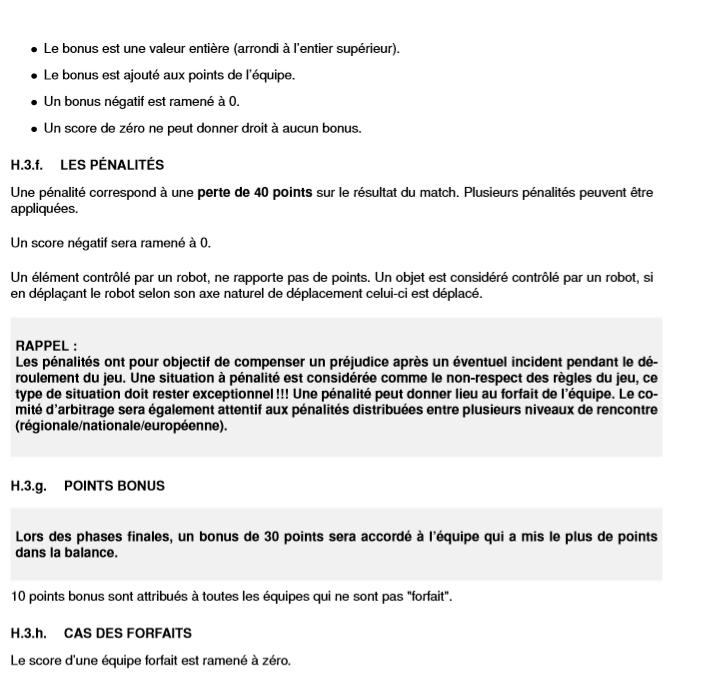 • Le bonus est une valeur entière (arrondi à l'entier supérieur).
• Le bonus est ajouté aux points de l'équipe.
• Un bonus négatif est ramené à 0.
• Un score de zéro ne peut donner droit à aucun bonus.
H.3.f. LES PÉNALITÉS
Une pénalité correspond à une perte de 40 points sur le résultat du match. Plusieurs pénalités peuvent être
appliquées.
Un score négatif sera ramené à 0.
Un élément contrôlé par un robot, ne rapporte pas de points. Un objet est considéré contrôlé par un robot, si
en déplaçant le robot selon son axe naturel de déplacement celui-ci est déplacé.
RAPPEL :
Les pénalités ont pour objectif de compenser un préjudice après un éventuel incident pendant le dé-
roulement du jeu. Une situation à pénalité est considérée comme le non-respect des règles du jeu, ce
type de situation doit rester exceptionnel !!! Une pénalité peut donner lieu au forfait de l'équipe. Le co-
mité d'arbitrage sera également attentif aux pénalités distribuées entre plusieurs niveaux de rencontre
(régionale/nationale/européenne).
H.3.g. POINTS BONUS
Lors des phases finales, un bonus de 30 points sera accordé à l'équipe qui a mis le plus de points
dans la balance.
10 points bonus sont attribués à toutes les équipes qui ne sont pas "forfait".
H.3.h. CAS DES FORFAITS
Le score d'une équipe forfait est ramené à zéro.